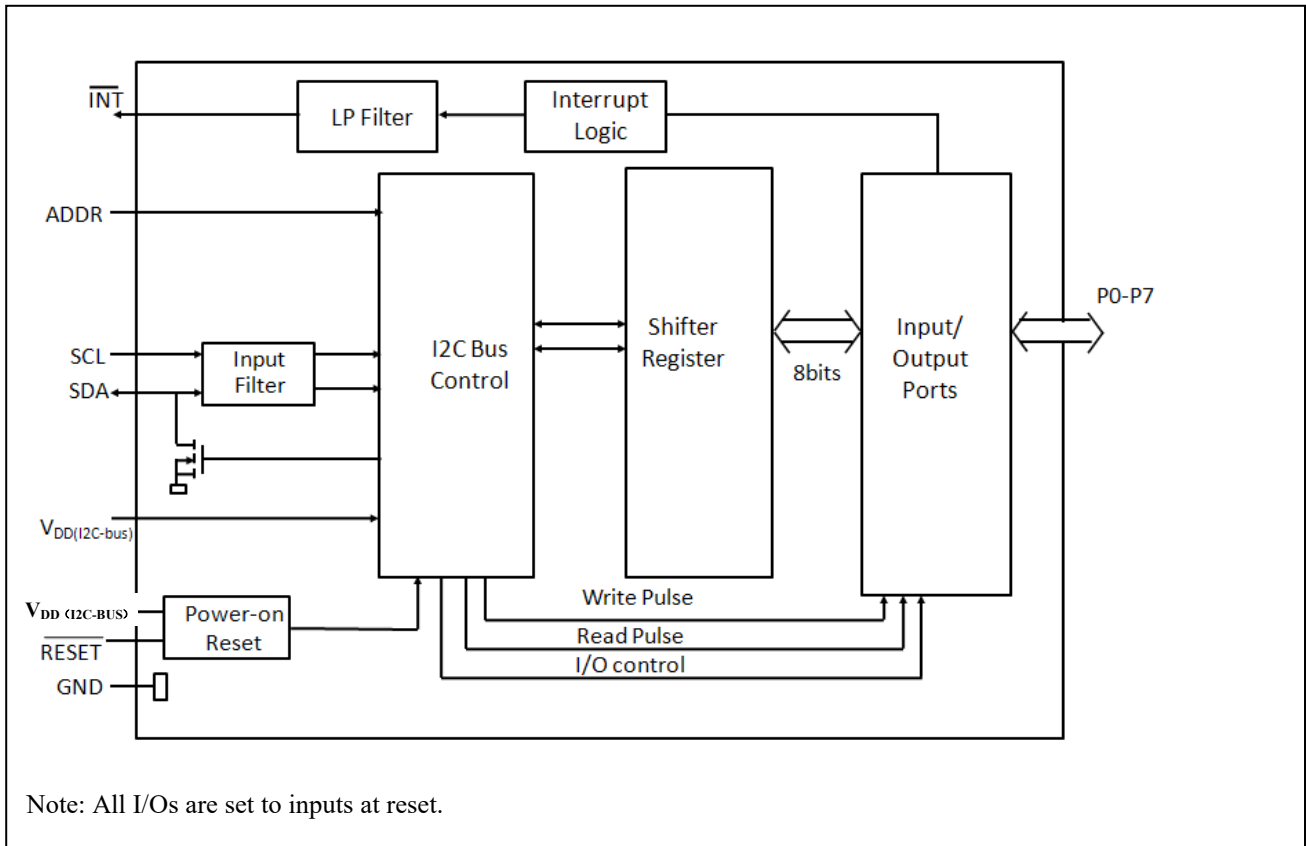 INT
LP Filter
Interrupt
Logic
ADDR
SCL
SDA
Input
Filter
I2C Bus
Control
Shifter
Register
8bits
Input/
Output
Ports
P0-P7
VDD(I2C-bus)
VDD (I2C-BUS)
RESET
GND
Power-on
Reset
Write Pulse
Read Pulse
I/O control
Note: All I/Os are set to inputs at reset.